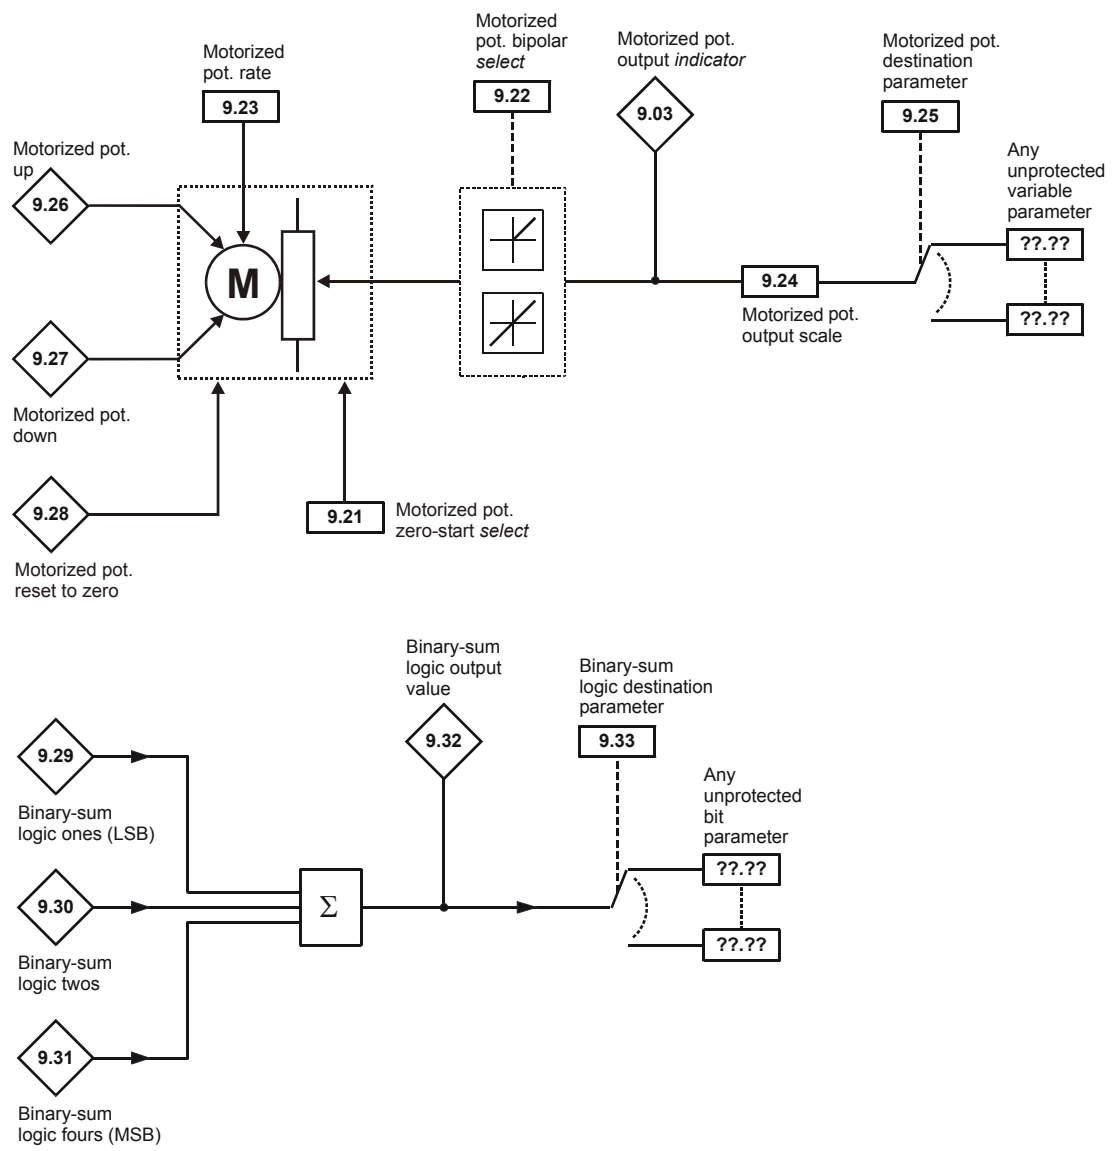 Motorized
pot. rate
9.23
Motorized
pot. bipolar
select
9.22
Motorized pot.
output indicator
9.03
Motorized pot.
destination
parameter
9.25
Any
unprotected
variable
parameter
??.??
??.??
Motorized pot.
up
9.26
M
9.24
Motorized pot.
output scale
9.27
Motorized pot.
down
9.28
Motorized pot.
reset to zero
9.21
Motorized pot.
zero-start select
Binary-sum
logic output
value
9.32
Binary-sum
logic destination
parameter
9.33
Any
unprotected
bit
parameter
??.??
??.??
9.29
Binary-sum
logic ones (LSB)
9.30
Binary-sum
logic twos
Σ
9.31
Binary-sum
logic fours (MSB)